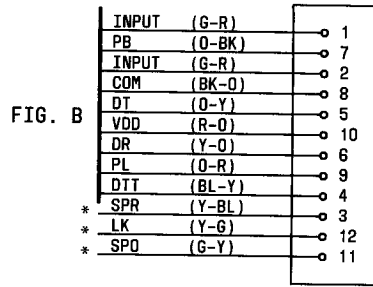 INPUT (G-R) 1
PB (O-BK) 7
INPUT (G-R) 2
COM (BK-O) 8
DT (O-Y) 5
FIG. B
VDD (R-O) 10
DR (Y-O) 6
PL (O-R) 9
DTT (BL-Y) 4
* SPR (Y-BL) 3
* LK (Y-G) 12
* SPO (G-Y) 11